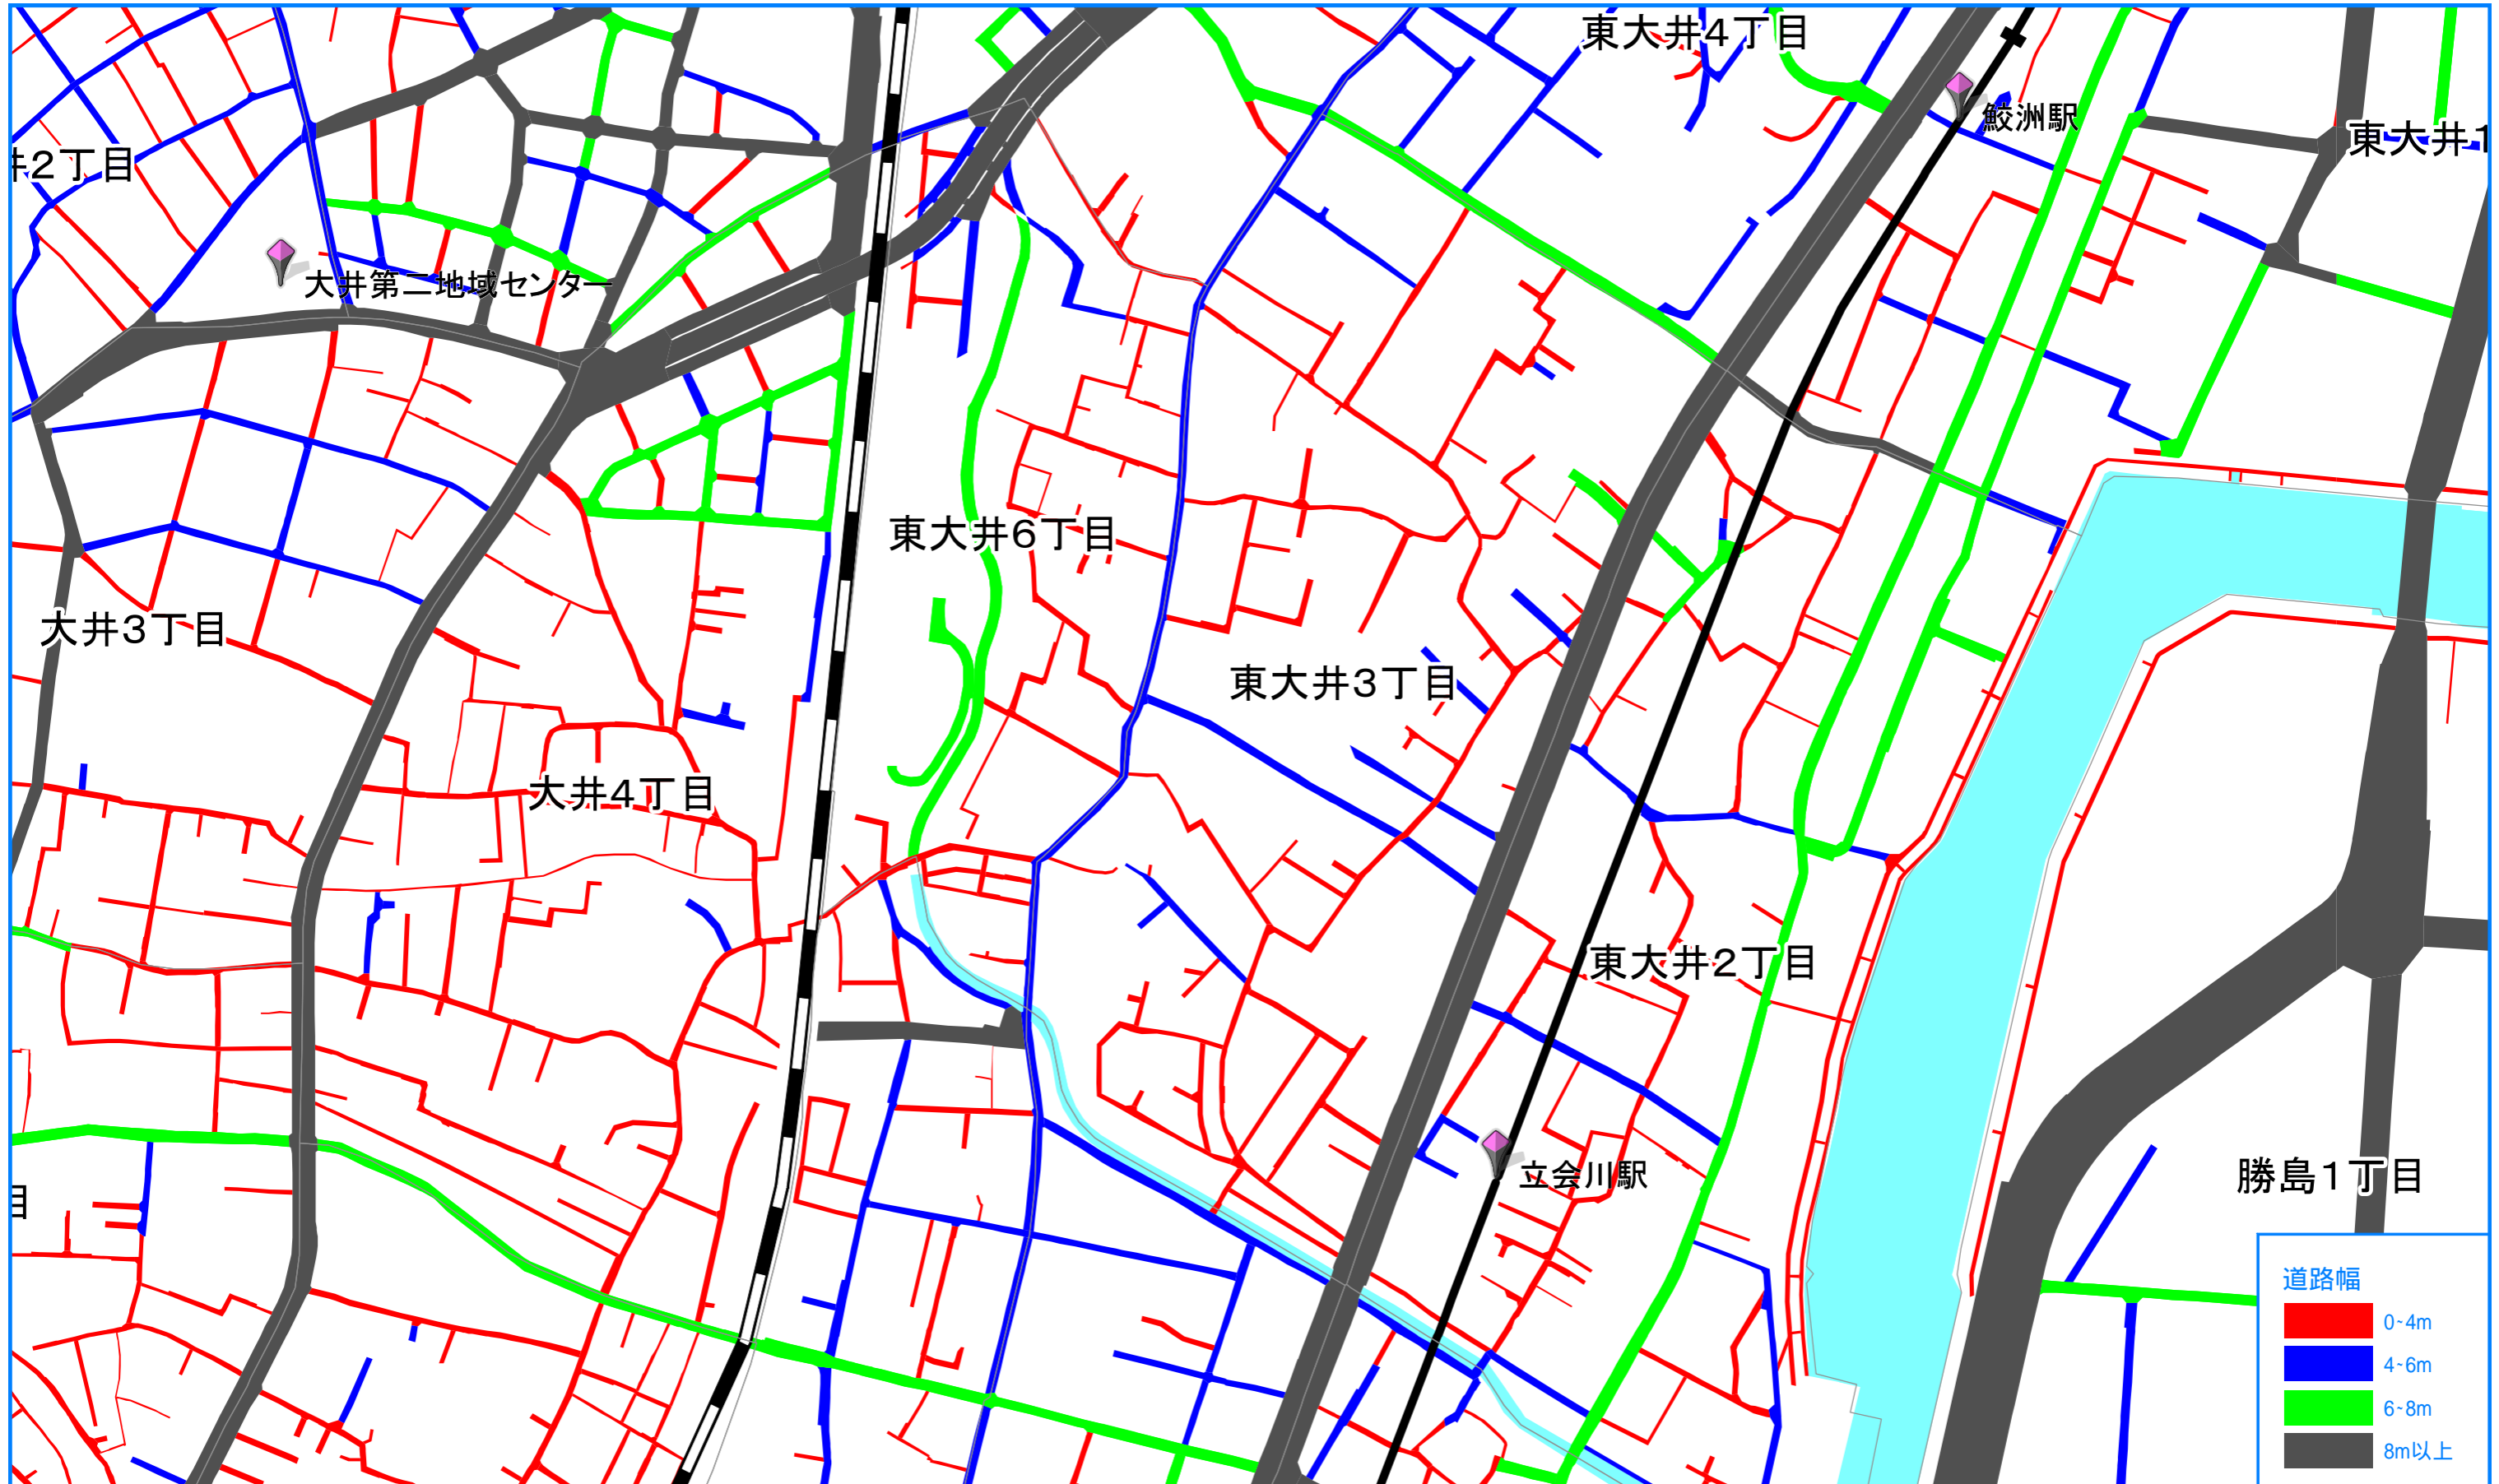 東大井4丁目
鮫洲駅
東大井1
井2丁目
大井第二地域センター
東大井6丁目
大井3丁目
東大井3丁目
大井4丁目
東大井2丁目
立会川駅
勝島1丁目
目
道路幅
0~4m
4~6m
6~8m
8m以上